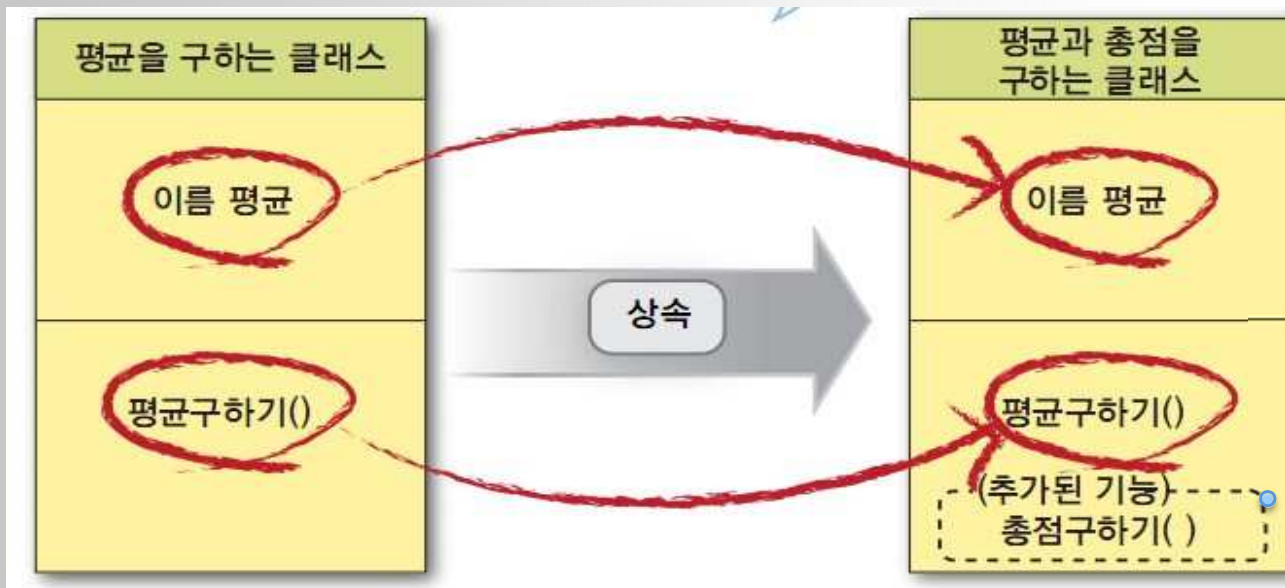 평균을 구하는 클래스
이름 평균
평균구하기()
상속
평균과 총점을
구하는 클래스
이름 평균
평균구하기()
(추가된 기능)
총점구하기( )